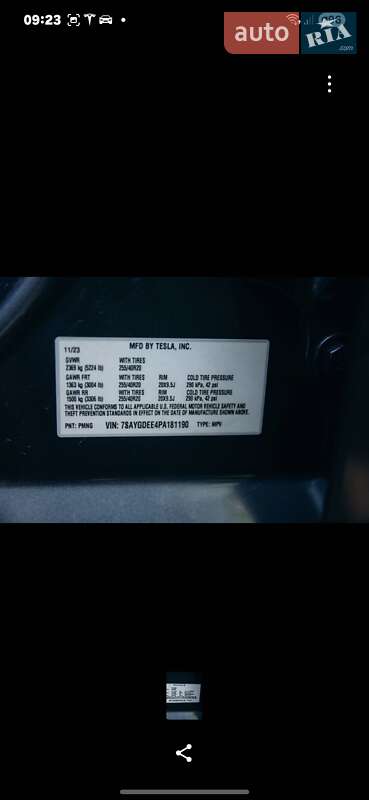 09:23
auto
RIA
.com
MFD BY TESLA, INC.
11/23
GVWR WITH TIRES
2369 kg (5224 lb) 255/40R20
GAWR FRT WITH TIRES RIM COLD TIRE PRESSURE
1363 kg (3004 lb) 255/40R20 20X9.5J 290 kPa, 42 psi
GAWR RR WITH TIRES RIM COLD TIRE PRESSURE
1500 kg (3306 lb) 255/40R20 20X9.5J 290 kPa, 42 psi
THIS VEHICLE CONFORMS TO ALL APPLICABLE U.S. FEDERAL MOTOR VEHICLE SAFETY AND
THEFT PREVENTION STANDARDS IN EFFECT ON THE DATE OF MANUFACTURE SHOWN ABOVE.
PNT: PMNG VIN: 7SAYGDEE4PA181190 TYPE: MPV